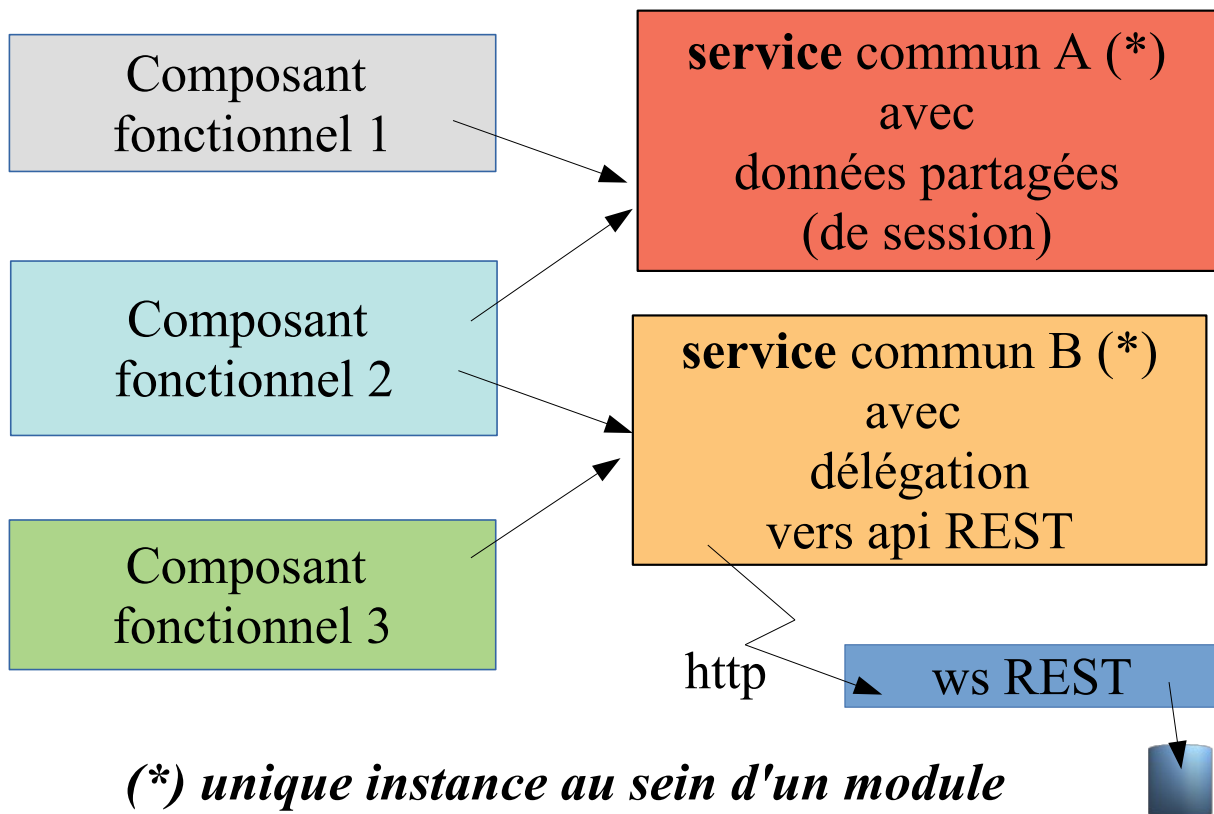 Composant
fonctionnel 1
service commun A (*)
avec
données partagées
(de session)
Composant
fonctionnel 2
service commun B (*)
avec
délégation
vers api REST
Composant
fonctionnel 3
http
ws REST
(*) unique instance au sein d'un module